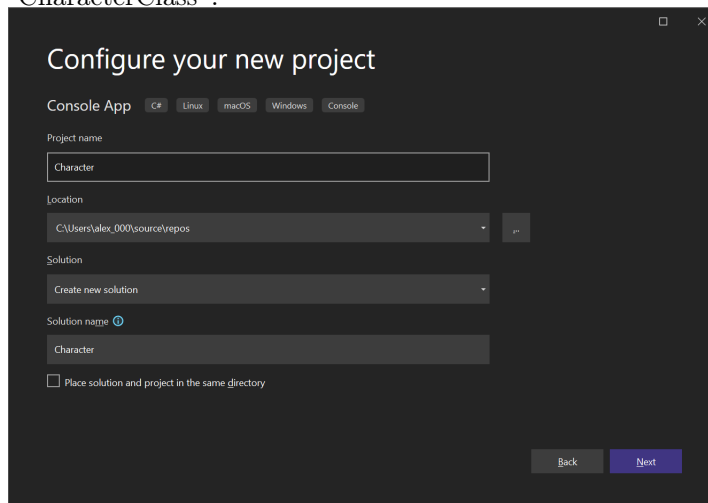 "CharacterClass".
Configure your new project
Console App C# Linux macOS Windows Console
Project name
Character
Location
C:\Users\alex_000\source\repos
...
Solution
Create new solution
Solution name
Character
Place solution and project in the same directory
Back Next